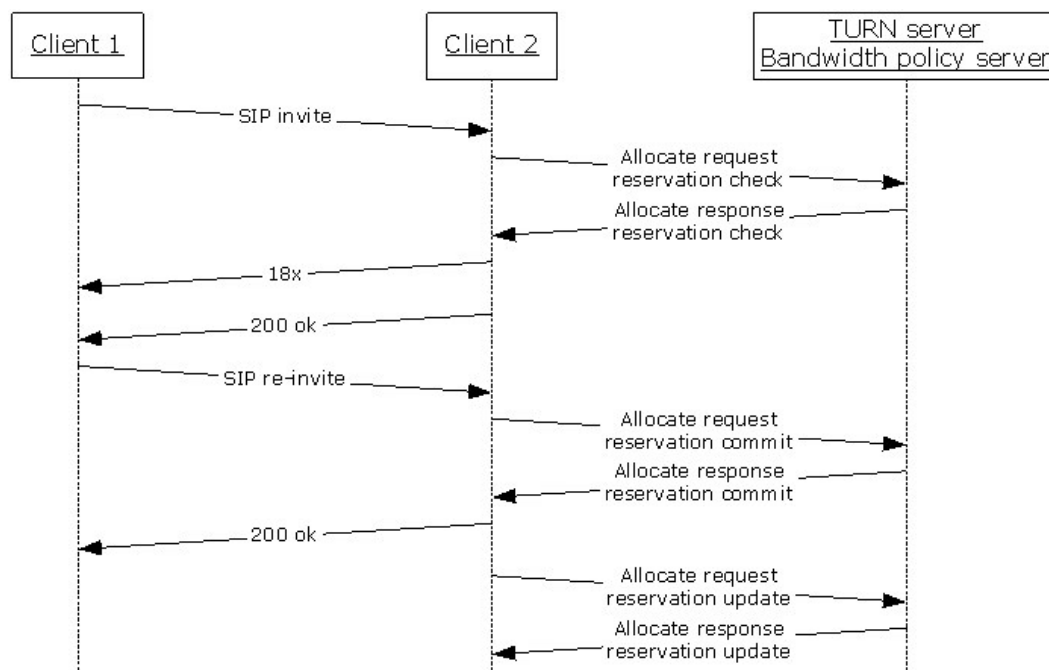 Client 1
Client 2
TURN server
Bandwidth policy server
SIP invite
Allocate request
reservation check
Allocate response
reservation check
18x
200 ok
SIP re-invite
Allocate request
reservation commit
Allocate response
reservation commit
200 ok
Allocate request
reservation update
Allocate response
reservation update